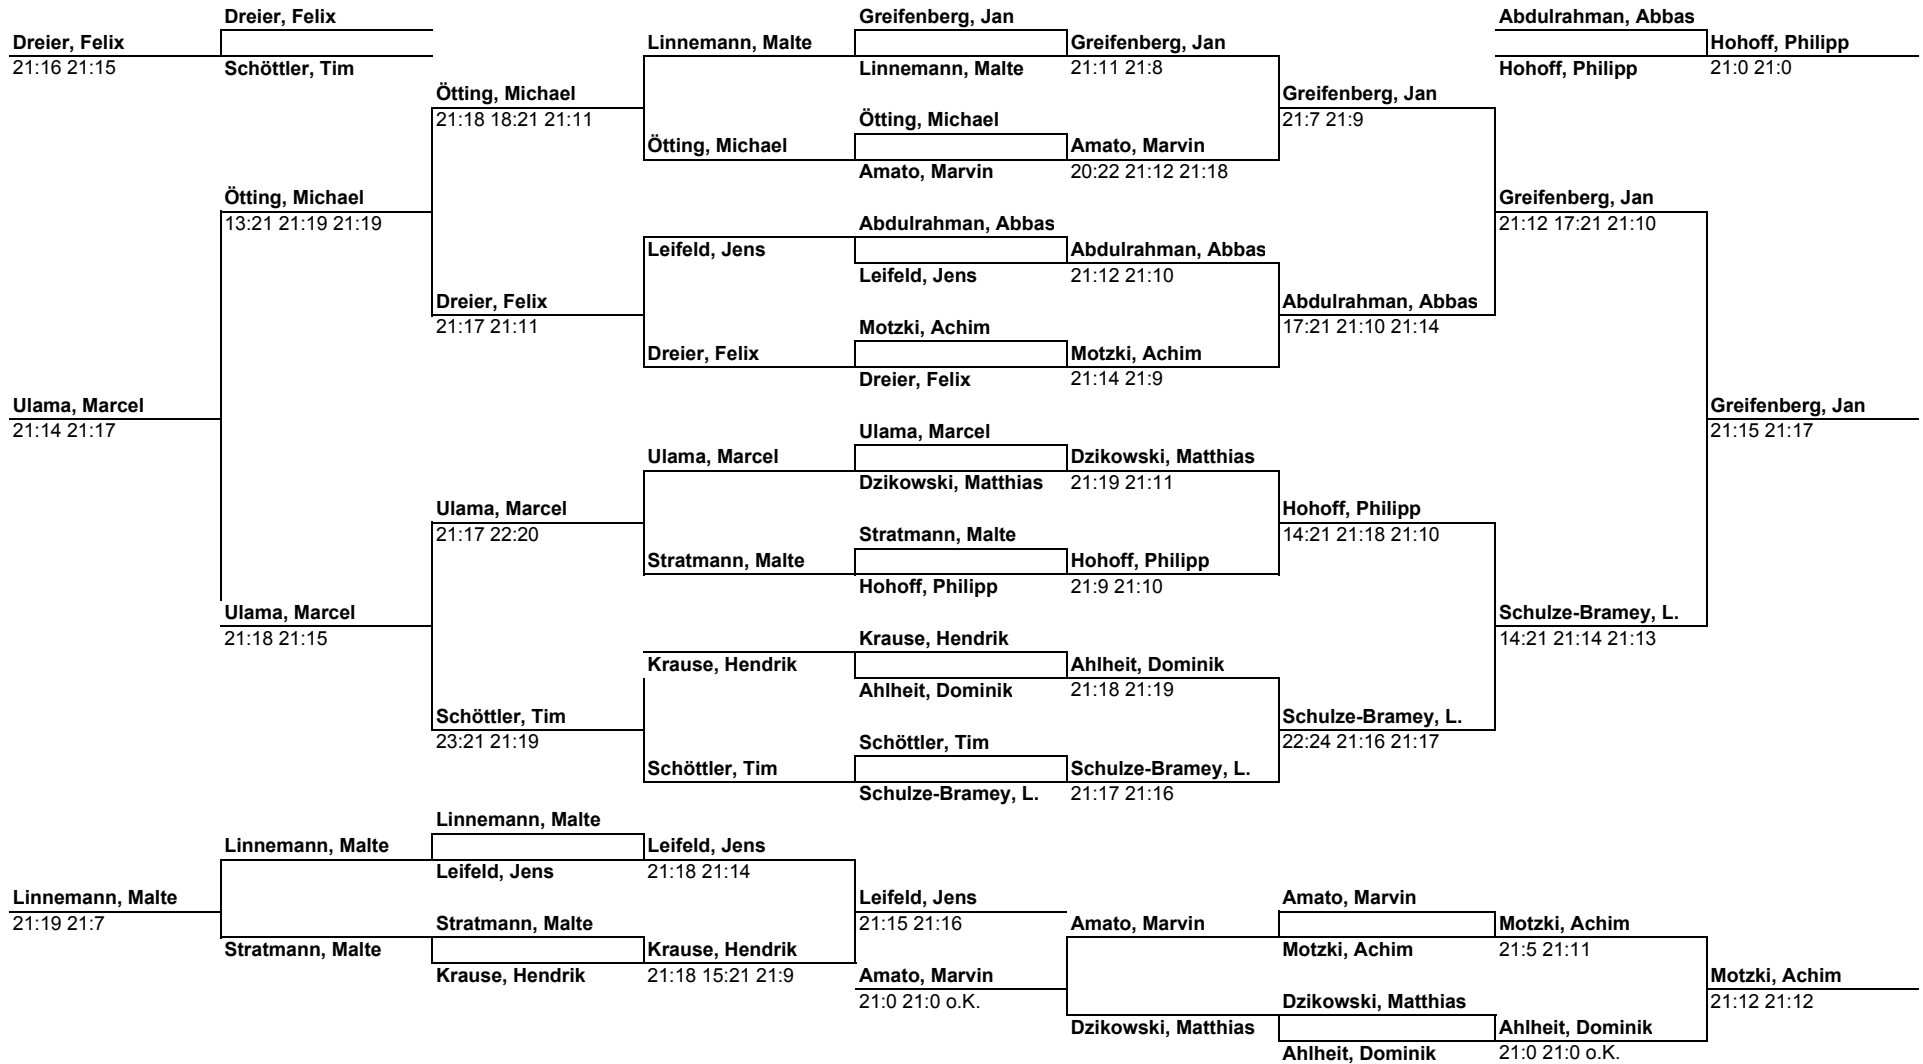 Dreier, Felix
Greifenberg, Jan
Abdulrahman, Abbas
Dreier, Felix
Linnemann, Malte
Greifenberg, Jan
Hohoff, Philipp
21:16 21:15
Schöttler, Tim
Linnemann, Malte
21:11 21:8
Hohoff, Philipp
21:0 21:0
Ötting, Michael
Greifenberg, Jan
21:18 18:21 21:11
Ötting, Michael
21:7 21:9
Ötting, Michael
Amato, Marvin
Amato, Marvin
20:22 21:12 21:18
Ötting, Michael
Greifenberg, Jan
13:21 21:19 21:19
Abdulrahman, Abbas
21:12 17:21 21:10
Leifeld, Jens
Abdulrahman, Abbas
Leifeld, Jens
21:12 21:10
Dreier, Felix
Abdulrahman, Abbas
21:17 21:11
Motzki, Achim
17:21 21:10 21:14
Dreier, Felix
Motzki, Achim
Dreier, Felix
21:14 21:9
Ulama, Marcel
Greifenberg, Jan
21:14 21:17
Ulama, Marcel
21:15 21:17
Ulama, Marcel
Dzikowski, Matthias
Dzikowski, Matthias
21:19 21:11
Ulama, Marcel
Hohoff, Philipp
21:17 22:20
Stratmann, Malte
14:21 21:18 21:10
Stratmann, Malte
Hohoff, Philipp
Hohoff, Philipp
21:9 21:10
Ulama, Marcel
Schulze-Bramey, L.
21:18 21:15
Krause, Hendrik
14:21 21:14 21:13
Krause, Hendrik
Ahlheit, Dominik
Ahlheit, Dominik
21:18 21:19
Schöttler, Tim
Schulze-Bramey, L.
23:21 21:19
Schöttler, Tim
22:24 21:16 21:17
Schöttler, Tim
Schulze-Bramey, L.
Schulze-Bramey, L.
21:17 21:16
Linnemann, Malte
Linnemann, Malte
Leifeld, Jens
Leifeld, Jens
21:18 21:14
Linnemann, Malte
Leifeld, Jens
Amato, Marvin
21:19 21:7
Stratmann, Malte
21:15 21:16
Amato, Marvin
Motzki, Achim
Stratmann, Malte
Krause, Hendrik
Motzki, Achim
21:5 21:11
Krause, Hendrik
21:18 15:21 21:9
Amato, Marvin
Motzki, Achim
21:0 21:0 o.K.
Dzikowski, Matthias
21:12 21:12
Dzikowski, Matthias
Ahlheit, Dominik
Ahlheit, Dominik
21:0 21:0 o.K.